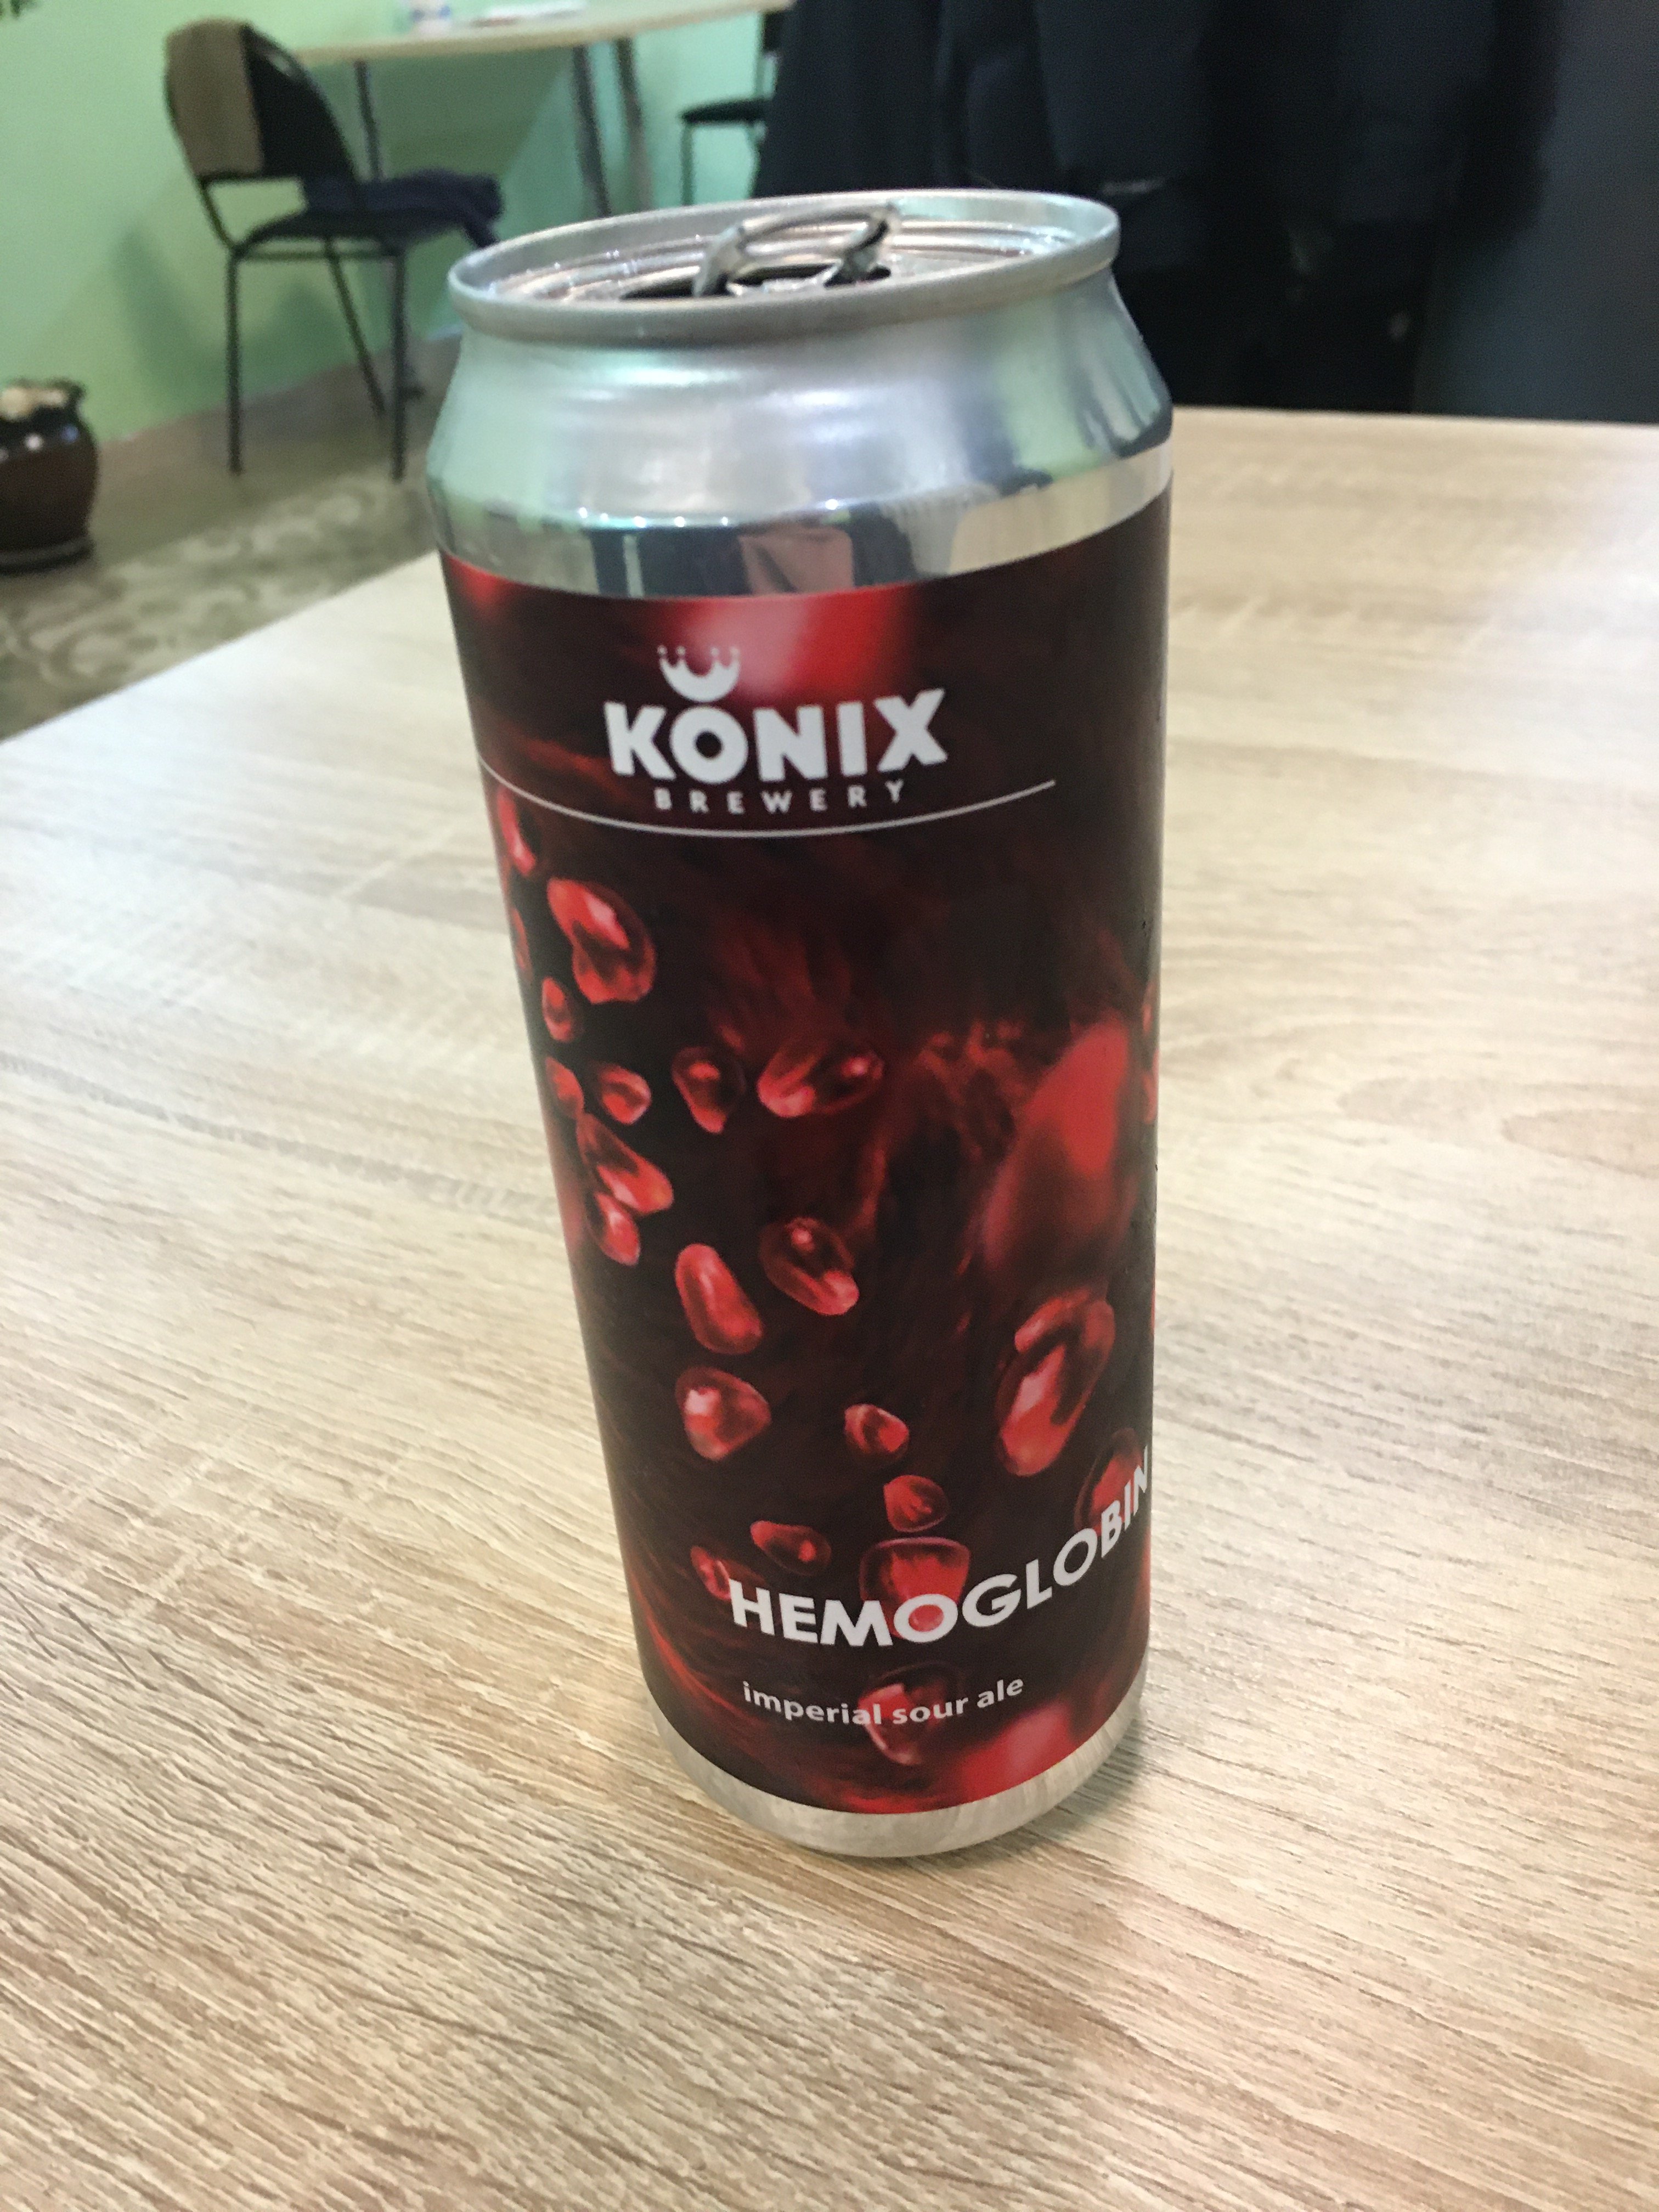 KONIX
BREWERY
HEMOGLOBIN
imperial sour ale